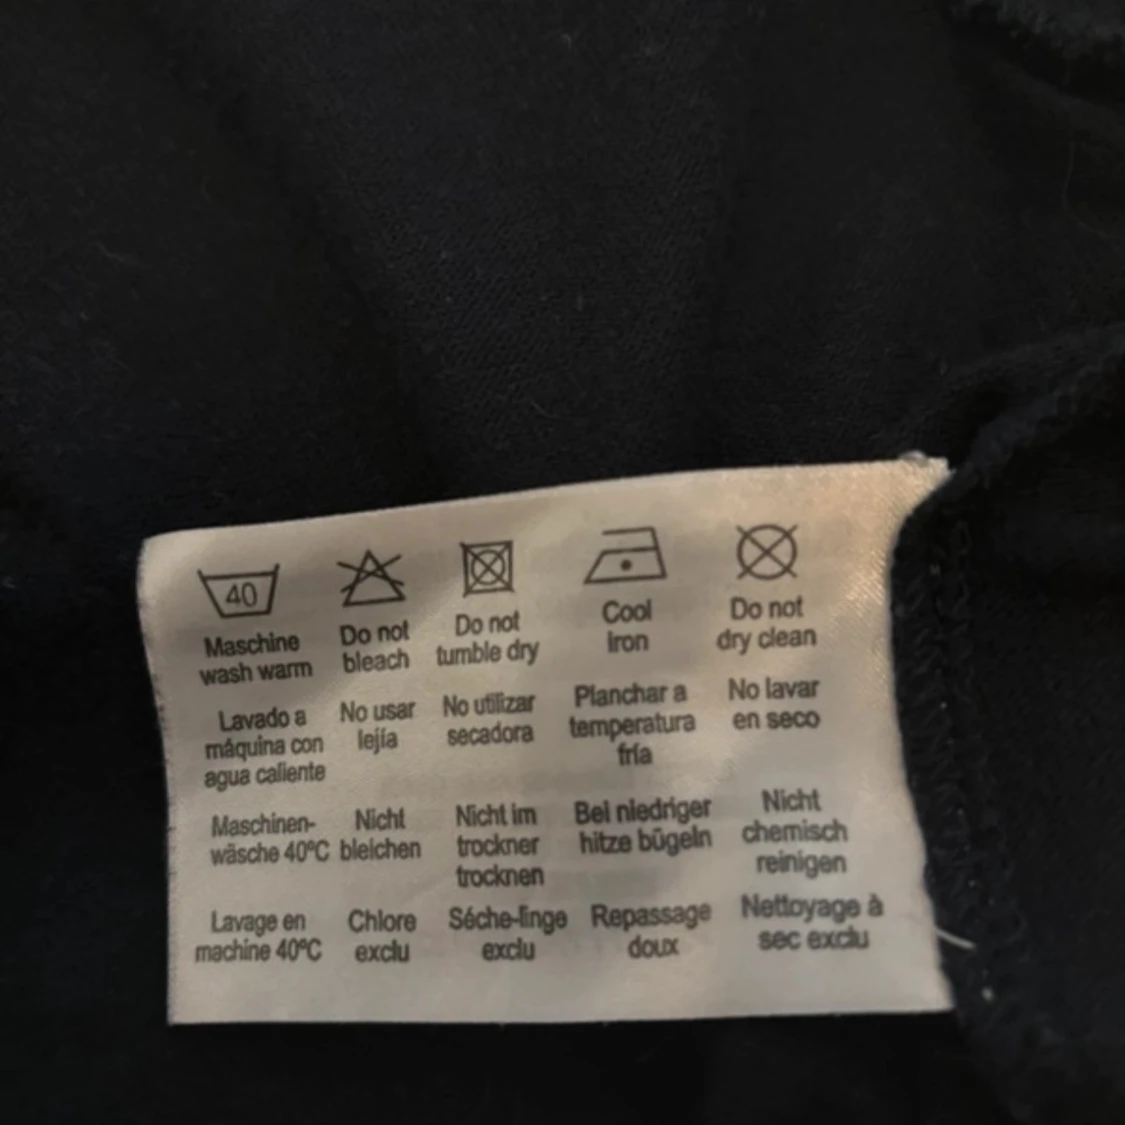 40
Maschine
wash warm
Do not
bleach
Do not
tumble dry
Cool
Iron
Do not
dry clean
Lavado a
máquina con
agua caliente
No usar
lejía
No utilizar
secadora
Planchar a
temperatura
fría
No lavar
en seco
Maschinen-
wäsche 40ºC
Nicht
bleichen
Nicht im
trockner
trocknen
Bei niedriger
hitze bügeln
Nicht
chemisch
reinigen
Lavage en
machine 40ºC
Chlore
exclu
Séche-linge
exclu
Repassage
doux
Nettoyage à
sec exclu